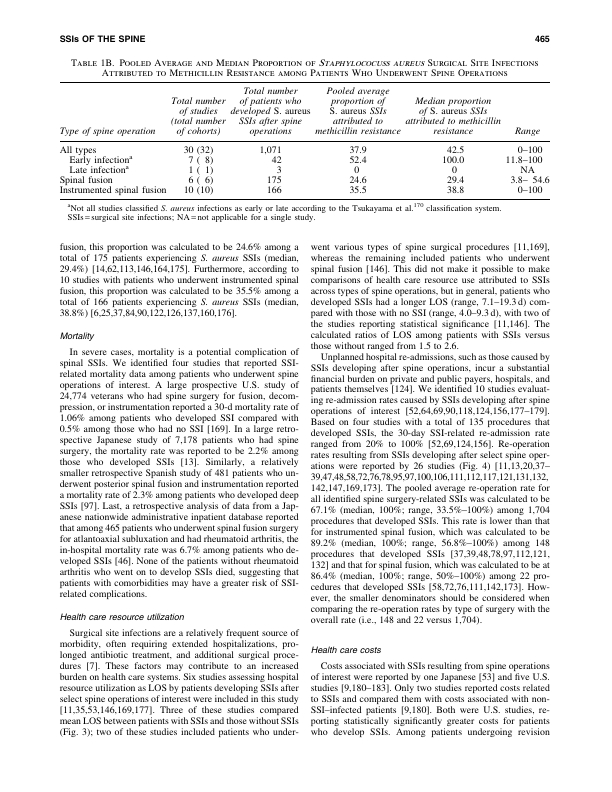 SSIs OF THE SPINE 465
Table 1B. Pooled Average and Median Proportion of Staphylococuss aureus Surgical Site Infections
Attributed to Methicillin Resistance among Patients Who Underwent Spine Operations
Type of spine operation
Total number
of studies
(total number
of cohorts)
Total number
of patients who
developed S. aureus
SSIs after spine
operations
Pooled average
proportion of
S. aureus SSIs
attributed to
methicillin resistance
Median proportion
of S. aureus SSIs
attributed to methicillin
resistance
Range
All types 30 (32) 1,071 37.9 42.5 0–100
Early infectionᵃ 7 ( 8) 42 52.4 100.0 11.8–100
Late infectionᵃ 1 ( 1) 3 0 0 NA
Spinal fusion 6 ( 6) 175 24.6 29.4 3.8– 54.6
Instrumented spinal fusion 10 (10) 166 35.5 38.8 0–100
ᵃNot all studies classified S. aureus infections as early or late according to the Tsukayama et al.¹⁷⁰ classification system.
SSIs = surgical site infections; NA = not applicable for a single study.
fusion, this proportion was calculated to be 24.6% among a
total of 175 patients experiencing S. aureus SSIs (median,
29.4%) [14,62,113,146,164,175]. Furthermore, according to
10 studies with patients who underwent instrumented spinal
fusion, this proportion was calculated to be 35.5% among a
total of 166 patients experiencing S. aureus SSIs (median,
38.8%) [6,25,37,84,90,122,126,137,160,176].
Mortality
In severe cases, mortality is a potential complication of
spinal SSIs. We identified four studies that reported SSI-
related mortality data among patients who underwent spine
operations of interest. A large prospective U.S. study of
24,774 veterans who had spine surgery for fusion, decom-
pression, or instrumentation reported a 30-d mortality rate of
1.06% among patients who developed SSI compared with
0.5% among those who had no SSI [169]. In a large retro-
spective Japanese study of 7,178 patients who had spine
surgery, the mortality rate was reported to be 2.2% among
those who developed SSIs [13]. Similarly, a relatively
smaller retrospective Spanish study of 481 patients who un-
derwent posterior spinal fusion and instrumentation reported
a mortality rate of 2.3% among patients who developed deep
SSIs [97]. Last, a retrospective analysis of data from a Jap-
anese nationwide administrative inpatient database reported
that among 465 patients who underwent spinal fusion surgery
for atlantoaxial subluxation and had rheumatoid arthritis, the
in-hospital mortality rate was 6.7% among patients who de-
veloped SSIs [46]. None of the patients without rheumatoid
arthritis who went on to develop SSIs died, suggesting that
patients with comorbidities may have a greater risk of SSI-
related complications.
Health care resource utilization
Surgical site infections are a relatively frequent source of
morbidity, often requiring extended hospitalizations, pro-
longed antibiotic treatment, and additional surgical proce-
dures [7]. These factors may contribute to an increased
burden on health care systems. Six studies assessing hospital
resource utilization as LOS by patients developing SSIs after
select spine operations of interest were included in this study
[11,35,53,146,169,177]. Three of these studies compared
mean LOS between patients with SSIs and those without SSIs
(Fig. 3); two of these studies included patients who under-
went various types of spine surgical procedures [11,169],
whereas the remaining included patients who underwent
spinal fusion [146]. This did not make it possible to make
comparisons of health care resource use attributed to SSIs
across types of spine operations, but in general, patients who
developed SSIs had a longer LOS (range, 7.1–19.3 d) com-
pared with those with no SSI (range, 4.0–9.3 d), with two of
the studies reporting statistical significance [11,146]. The
calculated ratios of LOS among patients with SSIs versus
those without ranged from 1.5 to 2.6.
Unplanned hospital re-admissions, such as those caused by
SSIs developing after spine operations, incur a substantial
financial burden on private and public payers, hospitals, and
patients themselves [124]. We identified 10 studies evaluat-
ing re-admission rates caused by SSIs developing after spine
operations of interest [52,64,69,90,118,124,156,177–179].
Based on four studies with a total of 135 procedures that
developed SSIs, the 30-day SSI-related re-admission rate
ranged from 20% to 100% [52,69,124,156]. Re-operation
rates resulting from SSIs developing after select spine oper-
ations were reported by 26 studies (Fig. 4) [11,13,20,37–
39,47,48,58,72,76,78,95,97,100,106,111,112,117,121,131,132,
142,147,169,173]. The pooled average re-operation rate for
all identified spine surgery-related SSIs was calculated to be
67.1% (median, 100%; range, 33.5%–100%) among 1,704
procedures that developed SSIs. This rate is lower than that
for instrumented spinal fusion, which was calculated to be
89.2% (median, 100%; range, 56.8%–100%) among 148
procedures that developed SSIs [37,39,48,78,97,112,121,
132] and that for spinal fusion, which was calculated to be at
86.4% (median, 100%; range, 50%–100%) among 22 pro-
cedures that developed SSIs [58,72,76,111,142,173]. How-
ever, the smaller denominators should be considered when
comparing the re-operation rates by type of surgery with the
overall rate (i.e., 148 and 22 versus 1,704).
Health care costs
Costs associated with SSIs resulting from spine operations
of interest were reported by one Japanese [53] and five U.S.
studies [9,180–183]. Only two studies reported costs related
to SSIs and compared them with costs associated with non-
SSI–infected patients [9,180]. Both were U.S. studies, re-
porting statistically significantly greater costs for patients
who develop SSIs. Among patients undergoing revision